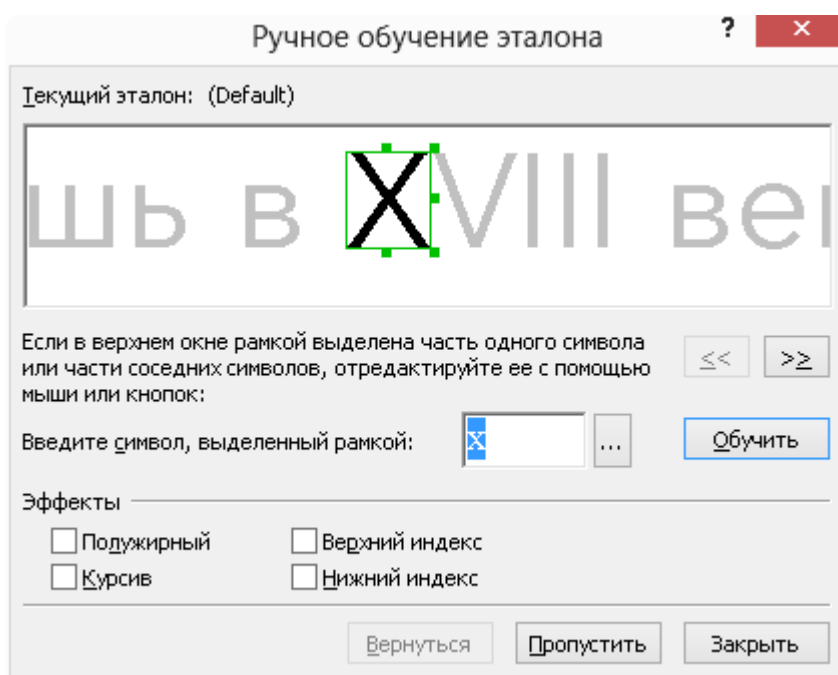 Ручное обучение эталона ? ×
Текущий эталон: (Default)
шь в XVIII ве
Если в верхнем окне рамкой выделена часть одного символа
или части соседних символов, отредактируйте ее с помощью
мыши или кнопок:
<< >>
Введите символ, выделенный рамкой: X ... Обучить
Эффекты
Полужирный Верхний индекс
Курсив Нижний индекс
Вернуться Пропустить Закрыть